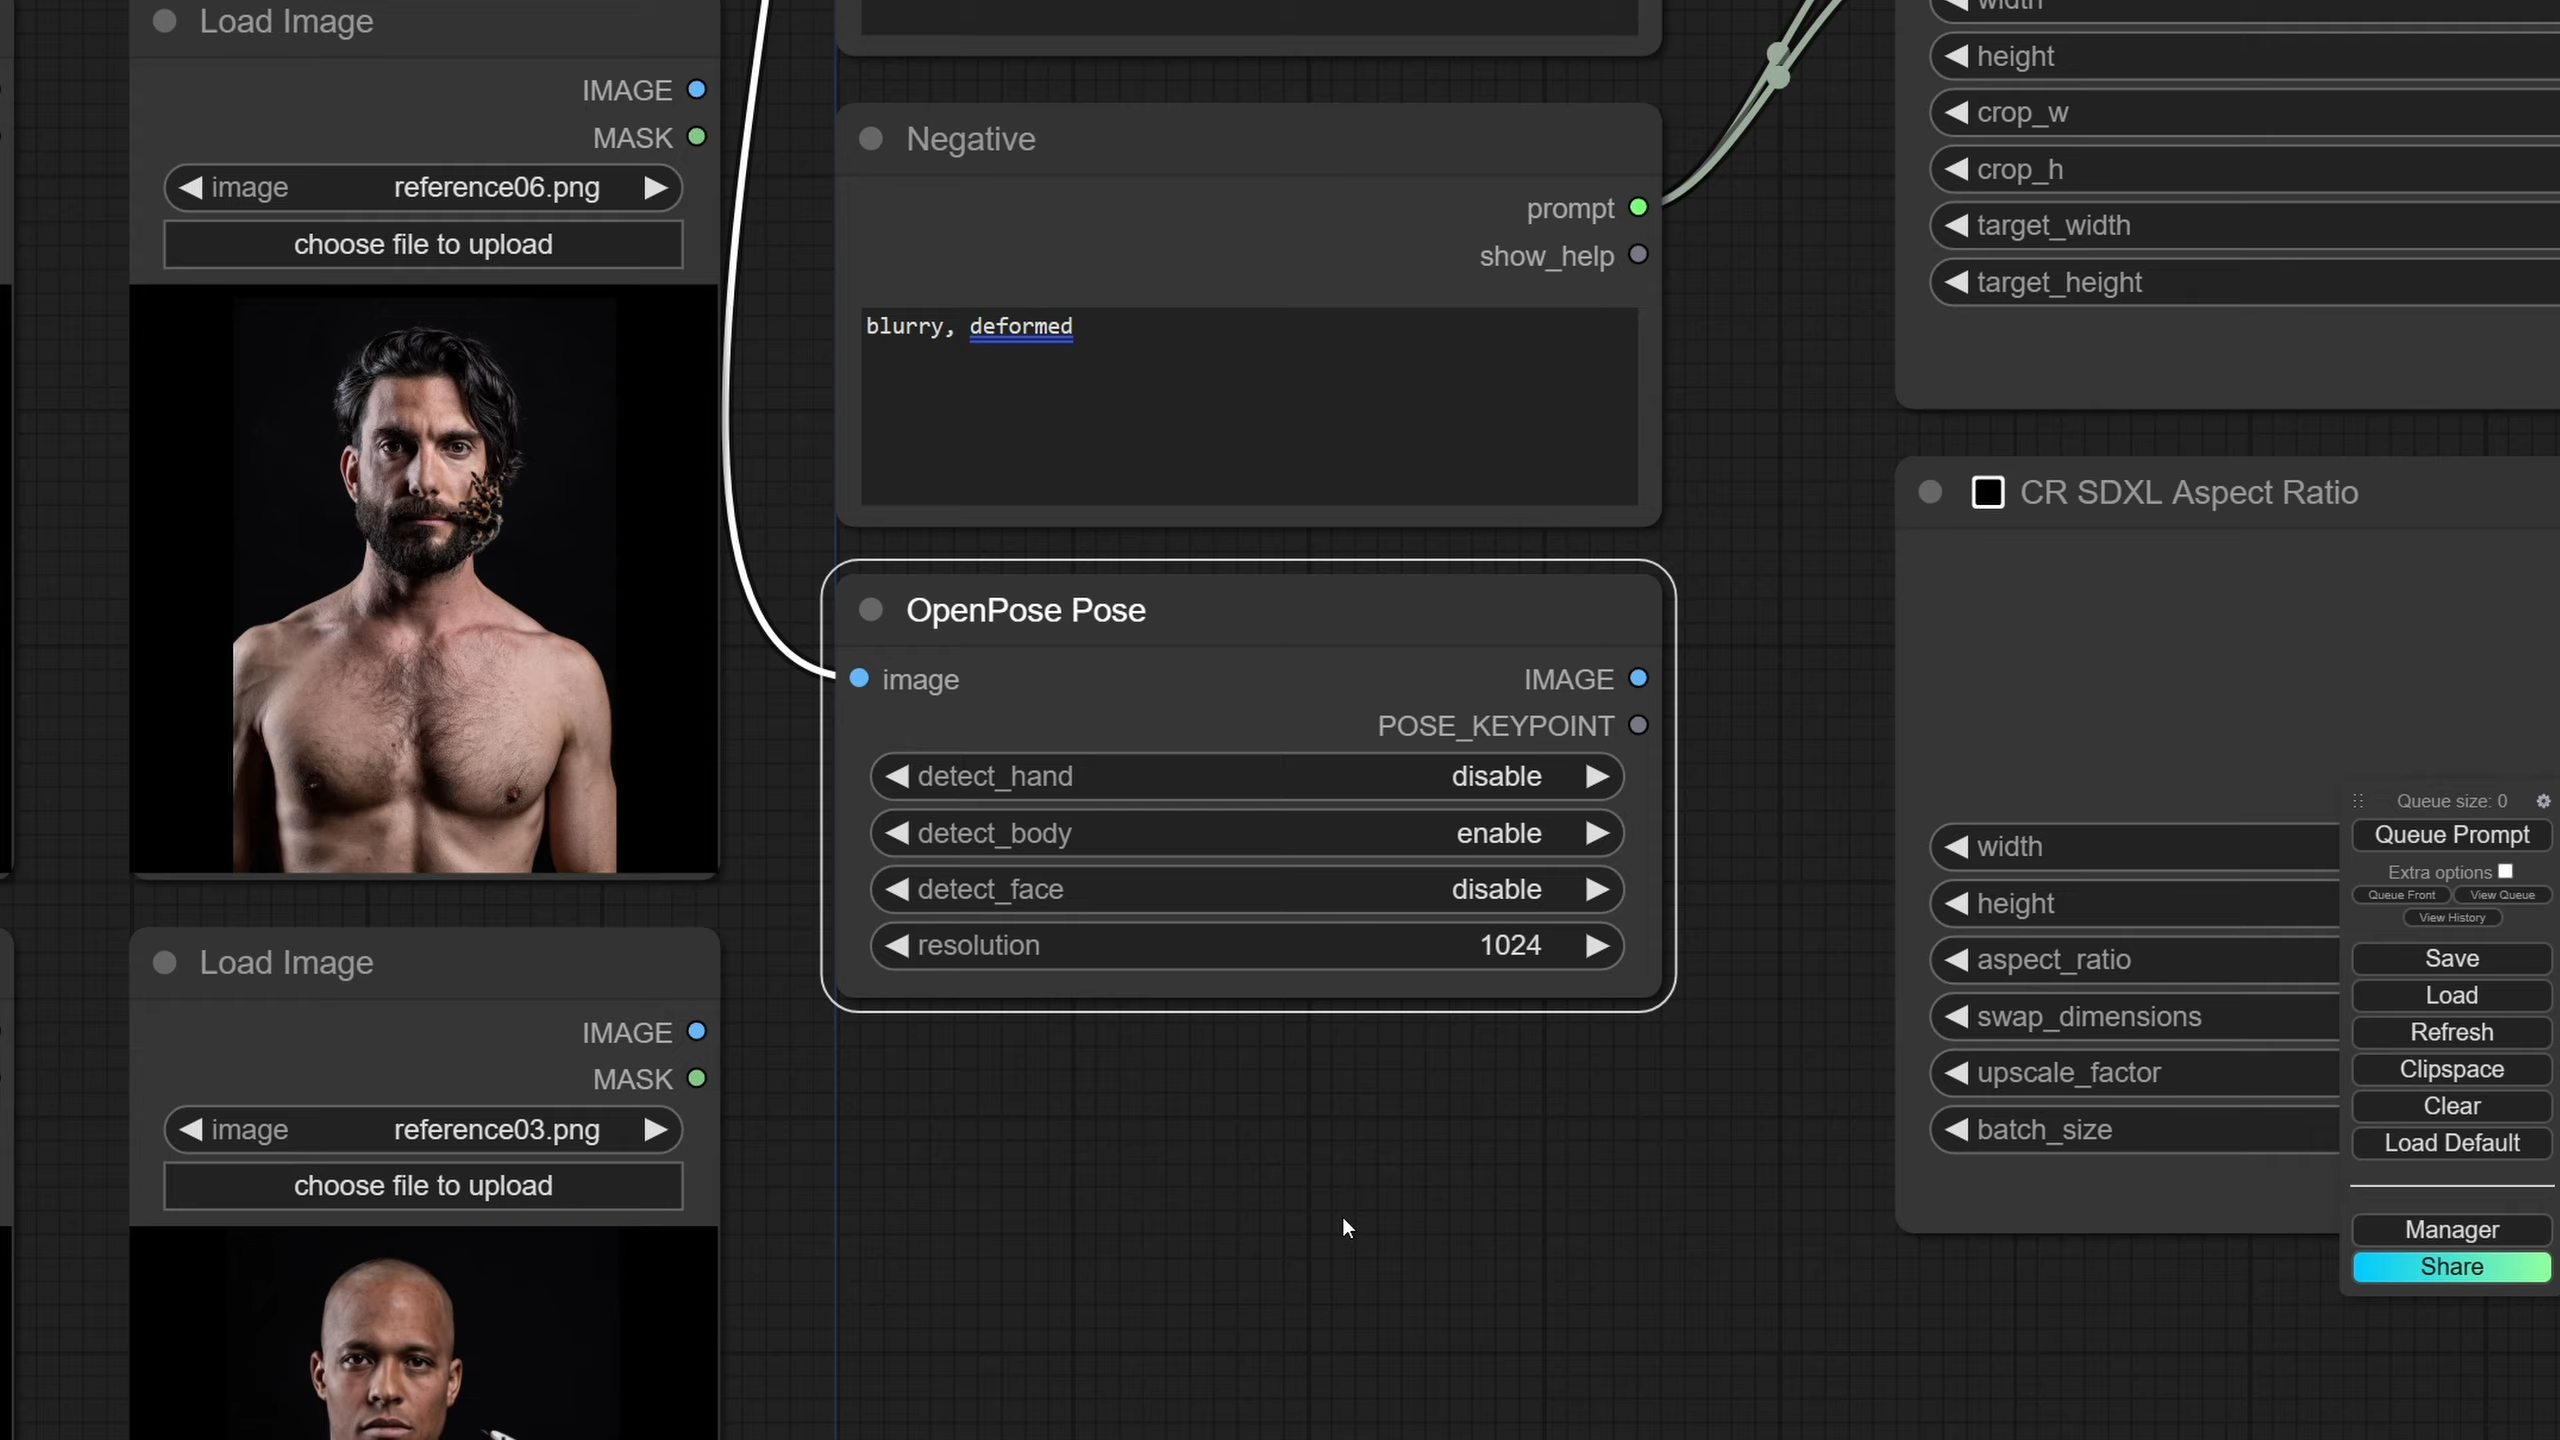 Load Image
IMAGE
MASK
image reference06.png
choose file to upload
Load Image
IMAGE
MASK
image reference03.png
choose file to upload
Negative
prompt
show_help
blurry, deformed
OpenPose Pose
image IMAGE
POSE_KEYPOINT
detect_hand disable
detect_body enable
detect_face disable
resolution 1024
width
height
crop_w
crop_h
target_width
target_height
CR SDXL Aspect Ratio
width
height
aspect_ratio
swap_dimensions
upscale_factor
batch_size
Queue size: 0
Queue Prompt
Extra options
Queue Front View Queue
View History
Save
Load
Refresh
Clipspace
Clear
Load Default
Manager
Share